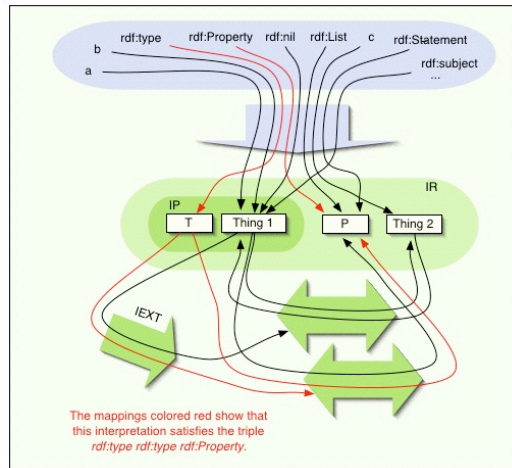 rdf:type rdf:Property rdf:nil rdf:List c rdf:Statement
b
a
rdf:subject
...
IR
IP
T Thing 1 P Thing 2
IEXT
The mappings colored red show that
this interpretation satisfies the triple
rdf:type rdf:type rdf:Property.